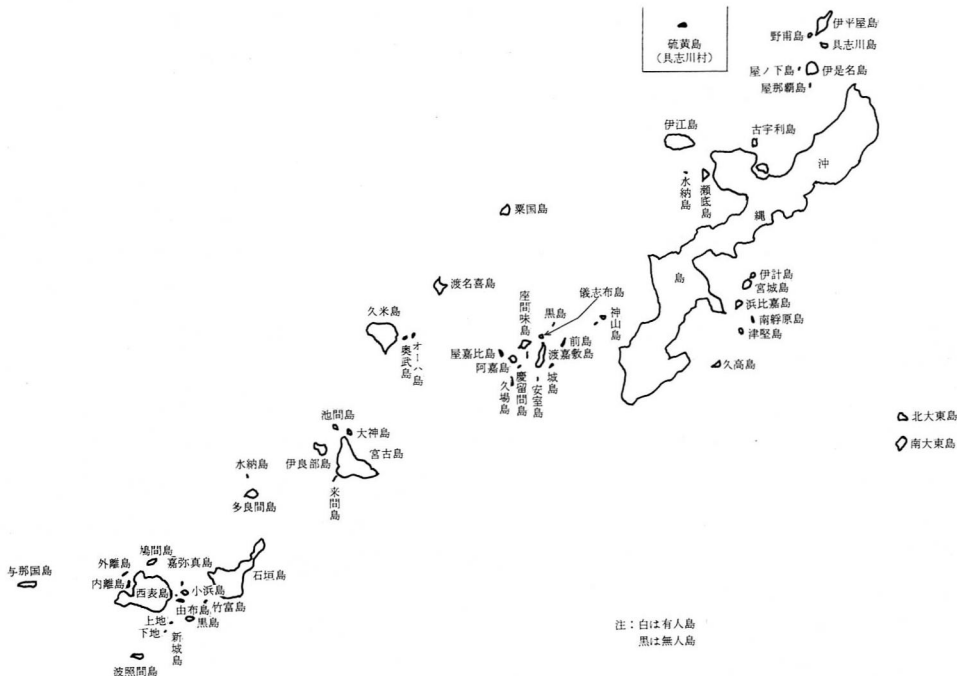 硫黄島
（具志川村）
伊平屋島
野甫島
具志川島
屋ノ下島
伊是名島
屋那覇島
伊江島
古宇利島
水納島
瀬底島
沖
縄
島
粟国島
渡名喜島
久米島
奥武島
オーハ島
座間味島
儀志布島
黒島
神山島
前島
渡嘉敷島
屋嘉比島
阿嘉島
久場島
慶留間島
安室島
城島
伊計島
宮城島
浜比嘉島
南浮原島
津堅島
久高島
北大東島
南大東島
池間島
大神島
伊良部島
宮古島
来間島
水納島
多良間島
与那国島
外離島
内離島
鳩間島
嘉弥真島
西表島
小浜島
石垣島
由布島
竹富島
黒島
上地
下地
新城島
波照間島
注：白は有人島
黒は無人島